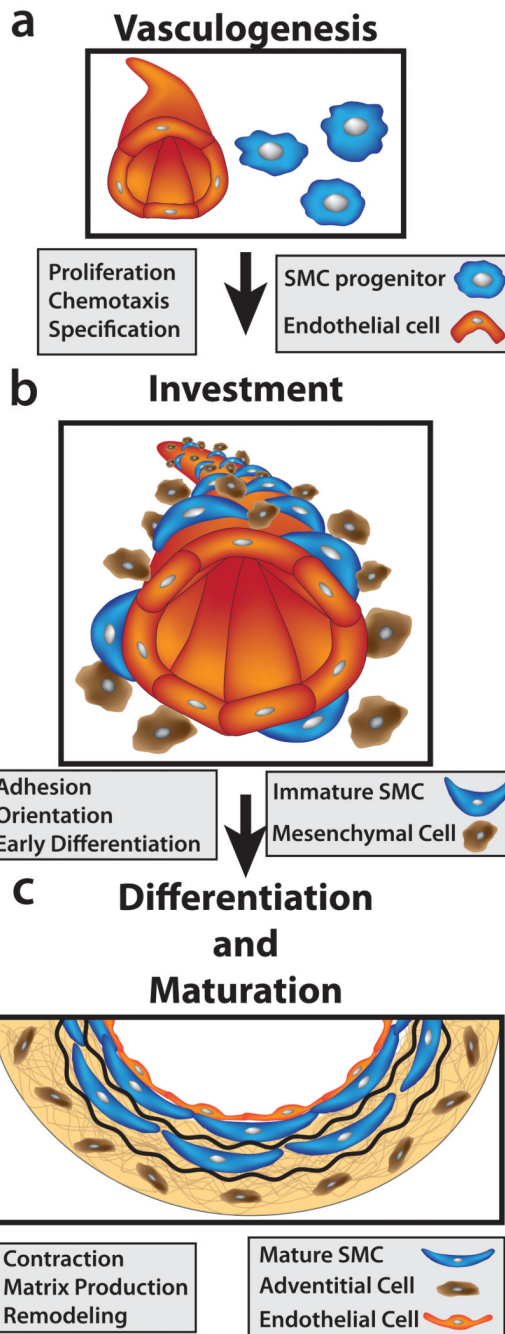 a
Vasculogenesis
Proliferation
Chemotaxis
Specification
SMC progenitor
Endothelial cell
b
Investment
Adhesion
Orientation
Early Differentiation
Immature SMC
Mesenchymal Cell
c
Differentiation
and
Maturation
Contraction
Matrix Production
Remodeling
Mature SMC
Adventitial Cell
Endothelial Cell